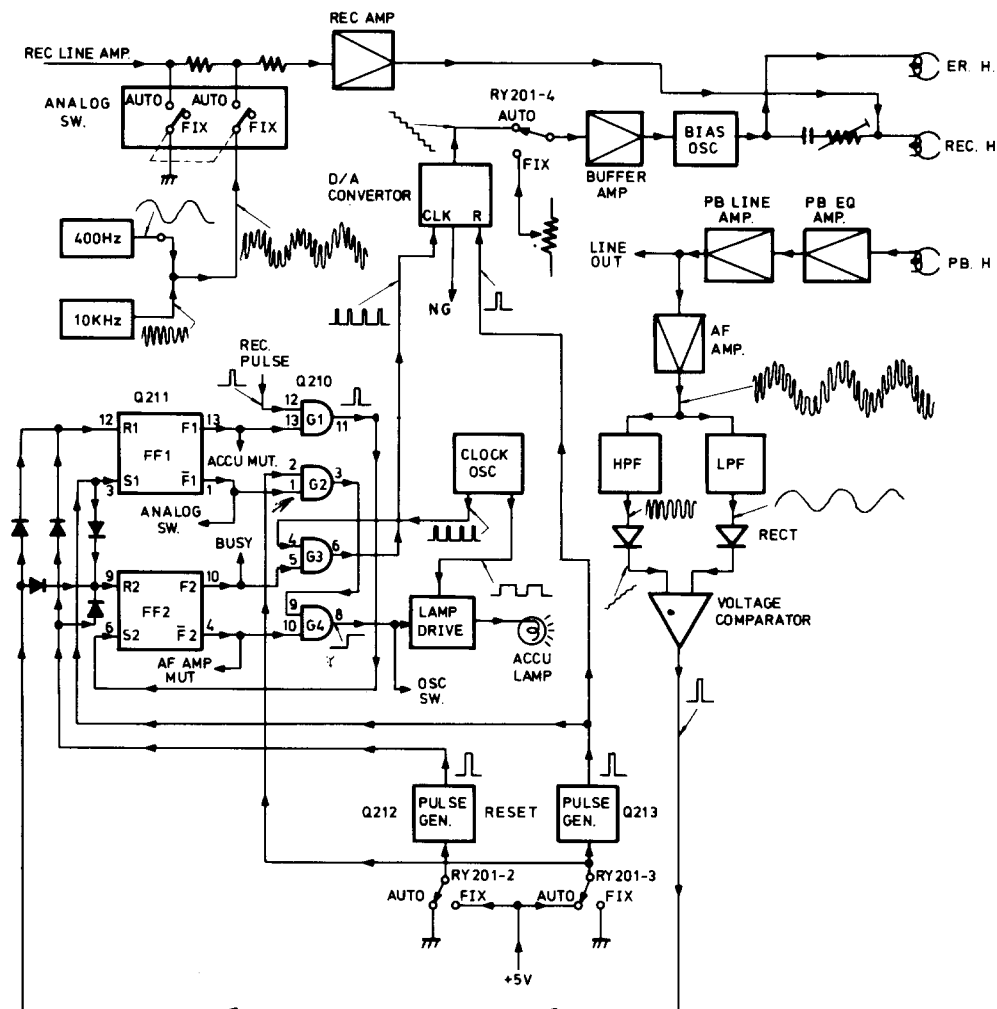 REC AMP
REC LINE AMP.
ANALOG
SW.
AUTO
AUTO
FIX
FIX
RY201-4
AUTO
FIX
BUFFER
AMP
BIAS
OSC
ER. H.
REC. H
D/A
CONVERTOR
CLK
R
NG
400Hz
10KHz
PB LINE
AMP.
PB EQ
AMP.
LINE
OUT
PB. H
AF
AMP.
REC.
PULSE
Q210
Q211
12
R1
F1
13
FF1
S1
3
F̅1
1
ACCU MUT.
ANALOG
SW.
BUSY
12
13
G1
11
2
1
G2
3
4
5
G3
6
9
10
G4
8
CLOCK
OSC
HPF
LPF
RECT
9
R2
F2
10
FF2
6
S2
F̅2
4
AF AMP
MUT
LAMP
DRIVE
ACCU
LAMP
OSC
SW.
VOLTAGE
COMPARATOR
Q212
PULSE
GEN.
RESET
PULSE
GEN.
Q213
RY201-2
AUTO
FIX
RY201-3
AUTO
FIX
+5V